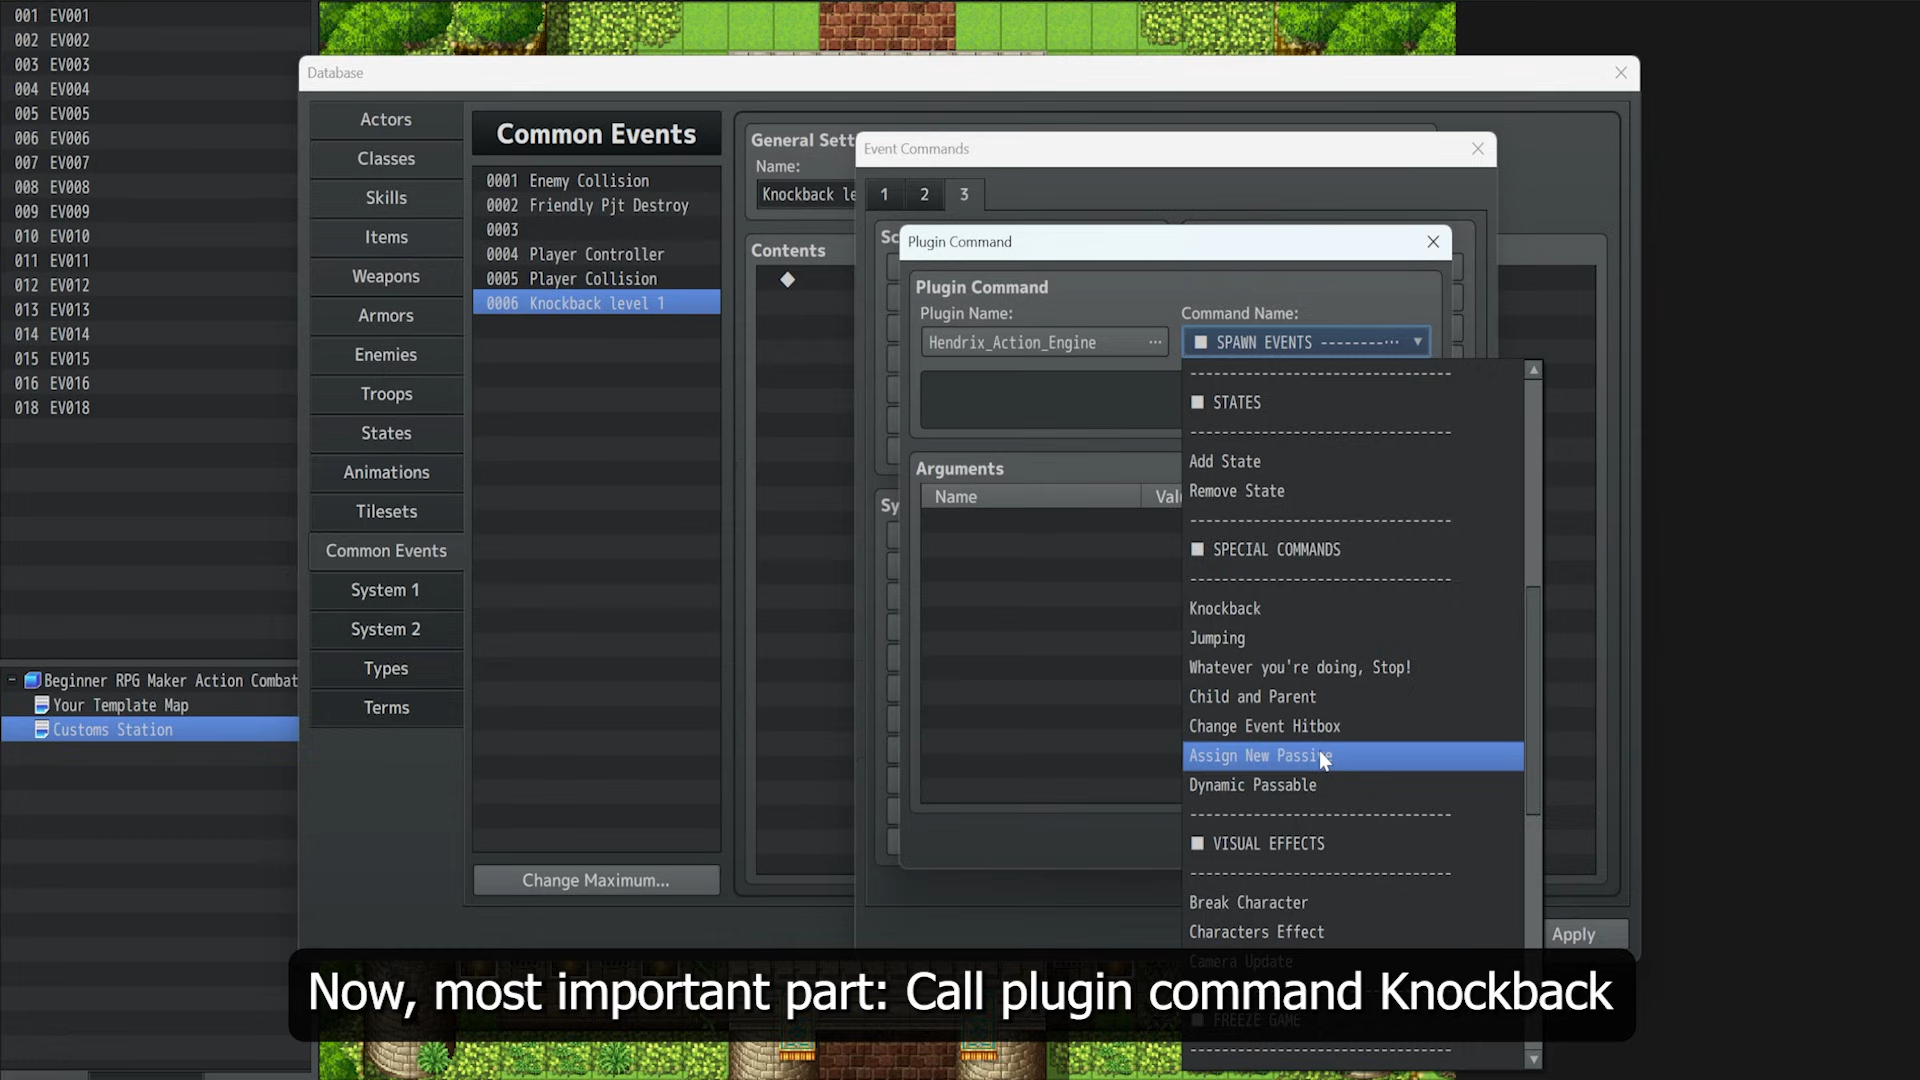 001 EV001
002 EV002
003 EV003
004 EV004
005 EV005
006 EV006
007 EV007
008 EV008
009 EV009
010 EV010
011 EV011
012 EV012
013 EV013
014 EV014
015 EV015
016 EV016
018 EV018
Beginner RPG Maker Action Combat
Your Template Map
Customs Station
Database
Actors
Classes
Skills
Items
Weapons
Armors
Enemies
Troops
States
Animations
Tilesets
Common Events
System 1
System 2
Types
Terms
Common Events
0001 Enemy Collision
0002 Friendly Pjt Destroy
0003
0004 Player Controller
0005 Player Collision
0006 Knockback level 1
Change Maximum...
General Sett
Name:
Knockback le
Contents
Event Commands
1 2 3
Sc
Sy
Plugin Command
Plugin Command
Plugin Name:
Command Name:
Hendrix_Action_Engine ...
■ SPAWN EVENTS --------...
Arguments
Name
Valu
---------------------------------
■ STATES
---------------------------------
Add State
Remove State
---------------------------------
■ SPECIAL COMMANDS
---------------------------------
Knockback
Jumping
Whatever you're doing, Stop!
Child and Parent
Change Event Hitbox
Assign New Passive
Dynamic Passable
---------------------------------
■ VISUAL EFFECTS
---------------------------------
Break Character
Characters Effect
Camera Update
■ FREEZE GAME
---------------------------------
Apply
Now, most important part: Call plugin command Knockback